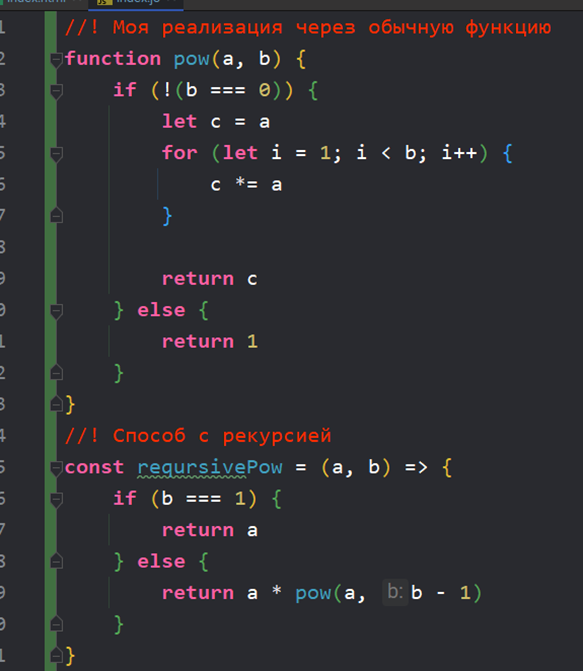 index.html
index.js
1 //! Моя реализация через обычную функцию
2 function pow(a, b) {
3 if (!(b === 0)) {
4 let c = a
5 for (let i = 1; i < b; i++) {
6 c *= a
7 }
8
9 return c
0 } else {
1 return 1
2 }
3 }
4 //! Способ с рекурсией
5 const reqursivePow = (a, b) => {
6 if (b === 1) {
7 return a
8 } else {
9 return a * pow(a, b: b - 1)
0 }
1 }